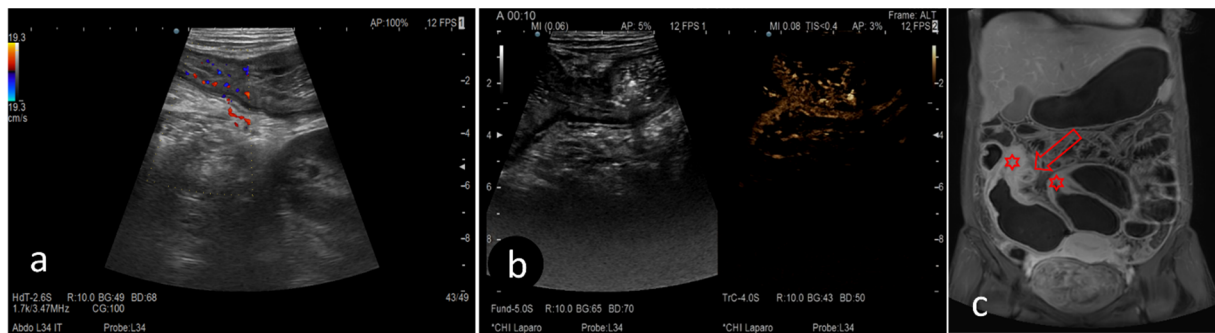 AP:100% 12 FPS 1
19.3
19.3
cm/s
-2
-4
-6
-8
a
HdT-2.6S R:10.0 BG:49 BD:68
1.7k/3.47MHz CG:100
43/49
Abdo L34 IT Probe:L34
Frame: ALT
A 00:10
MI (0.06) AP: 5% 12 FPS 1
MI 0.08 TIS<0.4 AP: 3% 12 FPS 2
2
4
6
8
-2
-4
-6
-8
b
Fund-5.0S R:10.0 BG:65 BD:70
TrC-4.0S R:10.0 BG:43 BD:50
*CHI Laparo Probe:L34
*CHI Laparo Probe:L34
c